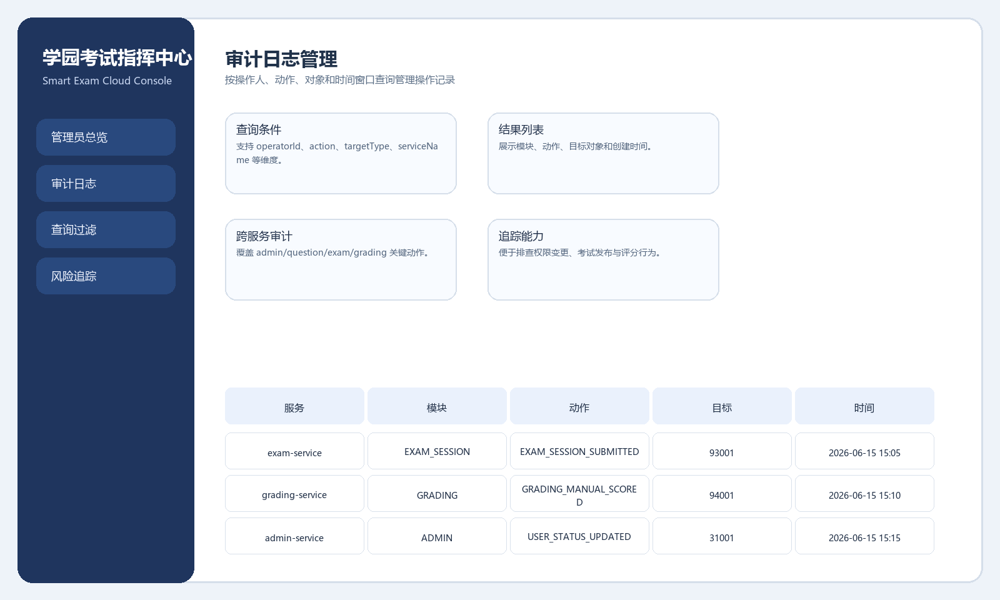 学园考试指挥中心
Smart Exam Cloud Console
管理员总览
审计日志
查询过滤
风险追踪
审计日志管理
按操作人、动作、对象和时间窗口查询管理操作记录
查询条件
支持 operatorId、action、targetType、serviceNa
me 等维度。
结果列表
展示模块、动作、目标对象和创建时间。
跨服务审计
覆盖 admin/question/exam/grading 关键动作。
追踪能力
便于排查权限变更、考试发布与评分行为。
服务 模块 动作 目标 时间
exam-service EXAM_SESSION EXAM_SESSION_SUBMITTED 93001 2026-06-15 15:05
grading-service GRADING GRADING_MANUAL_SCORE
D 94001 2026-06-15 15:10
admin-service ADMIN USER_STATUS_UPDATED 31001 2026-06-15 15:15